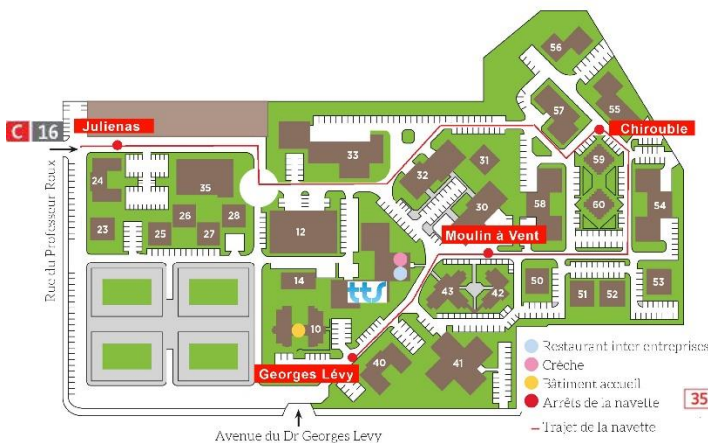 56
57
55
C 16
Julienas
Chirouble
59
33
32
31
24
35
58
60
54
30
26
28
23
25
27
12
Moulin à Vent
Rue du Professeur Roux
14
43
42
50
51
52
53
tts
10
Georges Lévy
40
41
Restaurant inter entreprises
Crèche
Bâtiment accueil
Arrêts de la navette
35
Trajet de la navette
Avenue du Dr Georges Levy